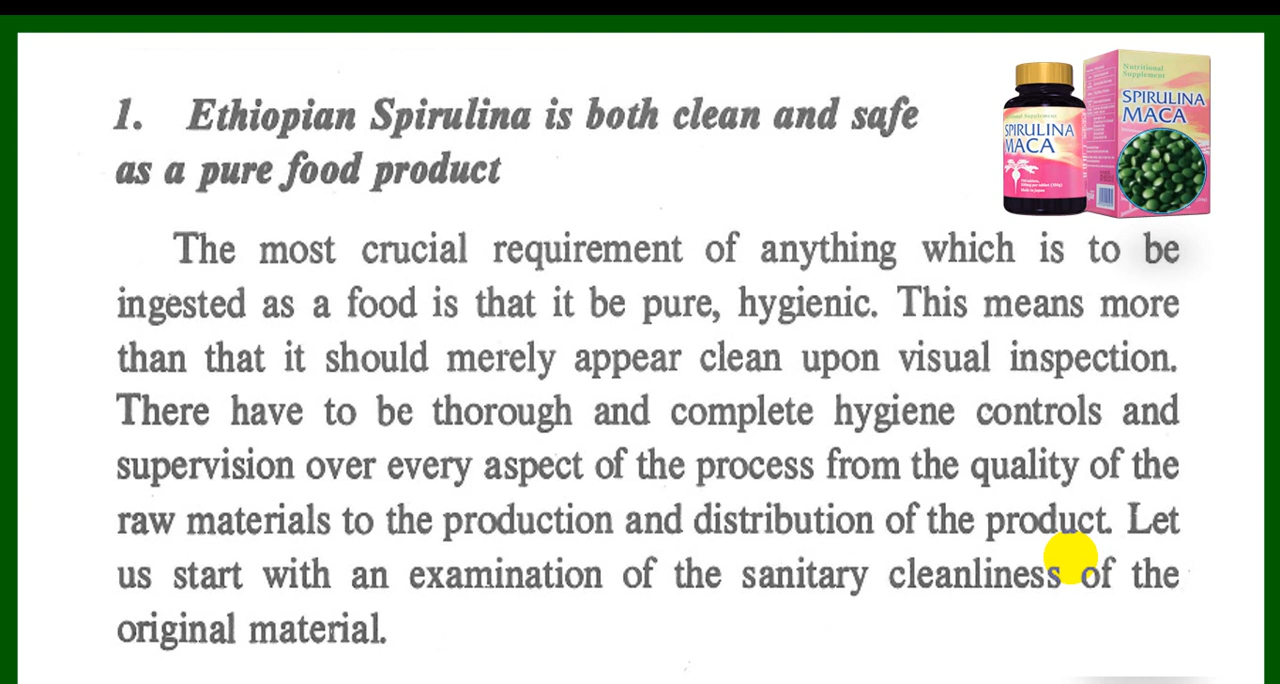 1. Ethiopian Spirulina is both clean and safe
as a pure food product
The most crucial requirement of anything which is to be
ingested as a food is that it be pure, hygienic. This means more
than that it should merely appear clean upon visual inspection.
There have to be thorough and complete hygiene controls and
supervision over every aspect of the process from the quality of the
raw materials to the production and distribution of the product. Let
us start with an examination of the sanitary cleanliness of the
original material.
Nutritional Supplement
SPIRULINA
MACA
Nutritional
Supplement
SPIRULINA
MACA